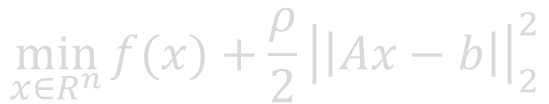 min x∈Rⁿ f(x) + ρ/2 ||Ax − b||₂²